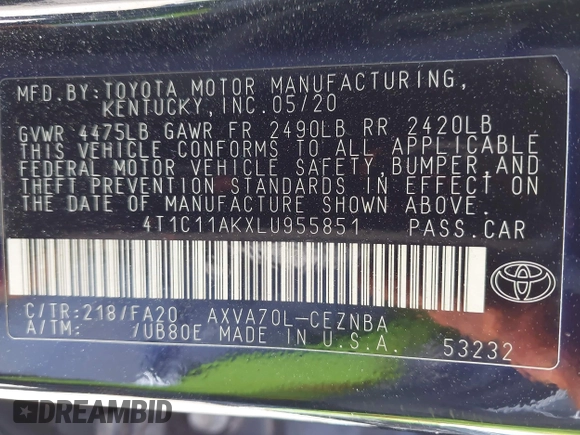 MFD.BY:TOYOTA MOTOR MANUFACTURING,
KENTUCKY,INC.05/20
GVWR 4475LB GAWR FR 2490LB RR 2420LB
THIS VEHICLE CONFORMS TO ALL APPLICABLE
FEDERAL MOTOR VEHICLE SAFETY,BUMPER,AND
THEFT PREVENTION STANDARDS IN EFFECT ON
THE DATE OF MANUFACTURE SHOWN ABOVE.
4T1C11AKXLU955851 PASS.CAR
C/TR:218/FA20 AXVA70L-CEZNBA
A/TM: /UB80E MADE IN U.S.A. 53232
DREAMBID